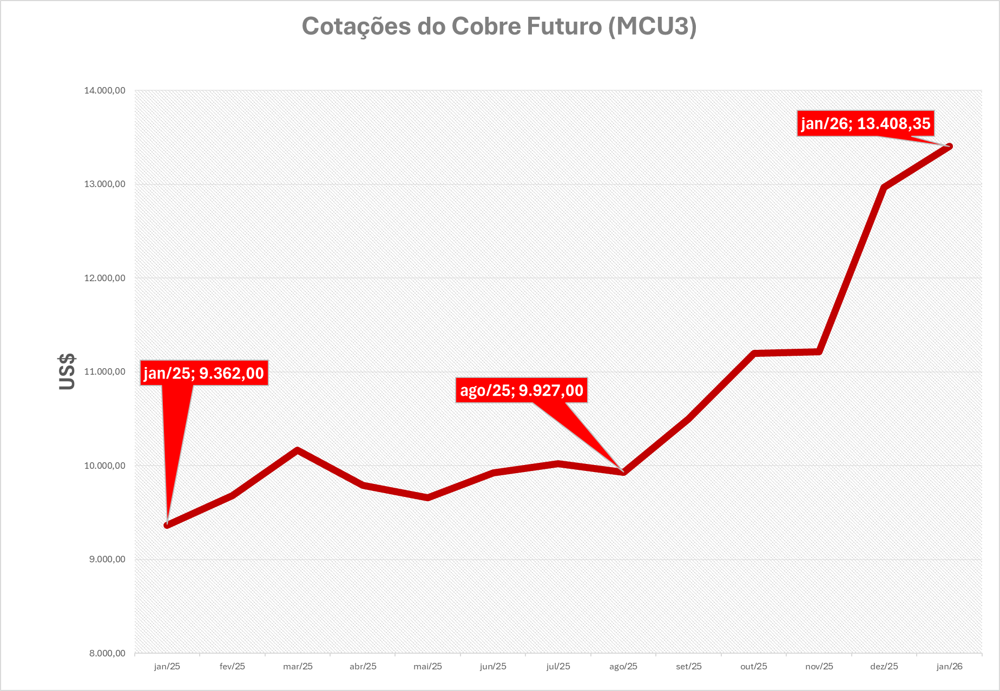 Cotações do Cobre Futuro (MCU3)
14.000,00
13.000,00
12.000,00
11.000,00
10.000,00
9.000,00
8.000,00
US$
jan/25; 9.362,00
ago/25; 9.927,00
jan/26; 13.408,35
jan/25
fev/25
mar/25
abr/25
mai/25
jun/25
jul/25
ago/25
set/25
out/25
nov/25
dez/25
jan/26